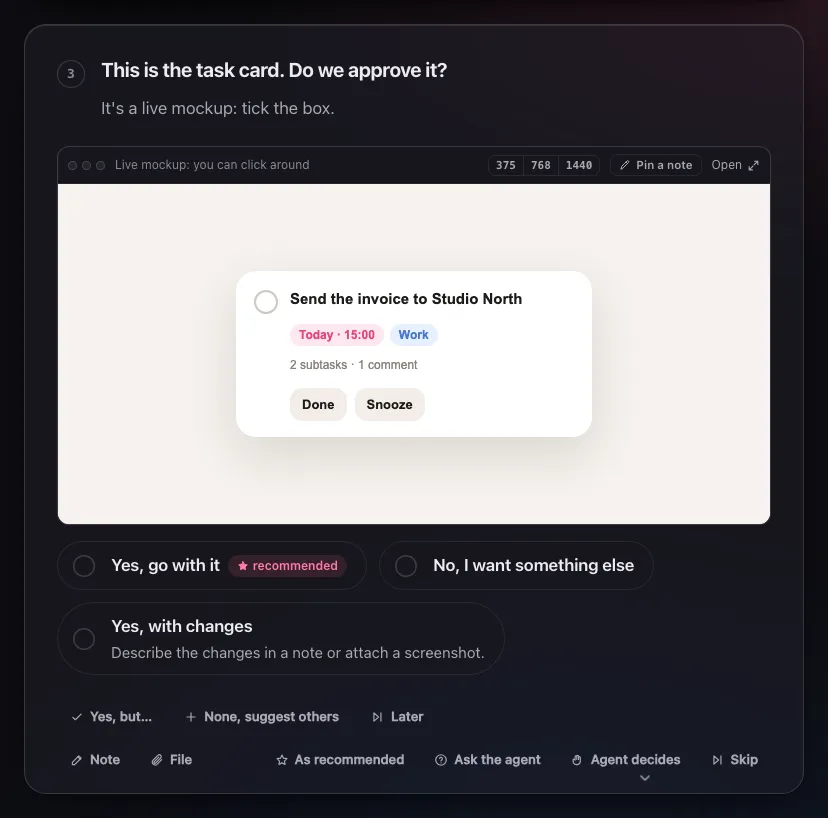 3
This is the task card. Do we approve it?
It's a live mockup: tick the box.
Live mockup: you can click around
375 768 1440
Pin a note
Open
Send the invoice to Studio North
Today · 15:00 Work
2 subtasks · 1 comment
Done Snooze
Yes, go with it recommended
No, I want something else
Yes, with changes
Describe the changes in a note or attach a screenshot.
Yes, but... None, suggest others Later
Note File As recommended Ask the agent Agent decides Skip